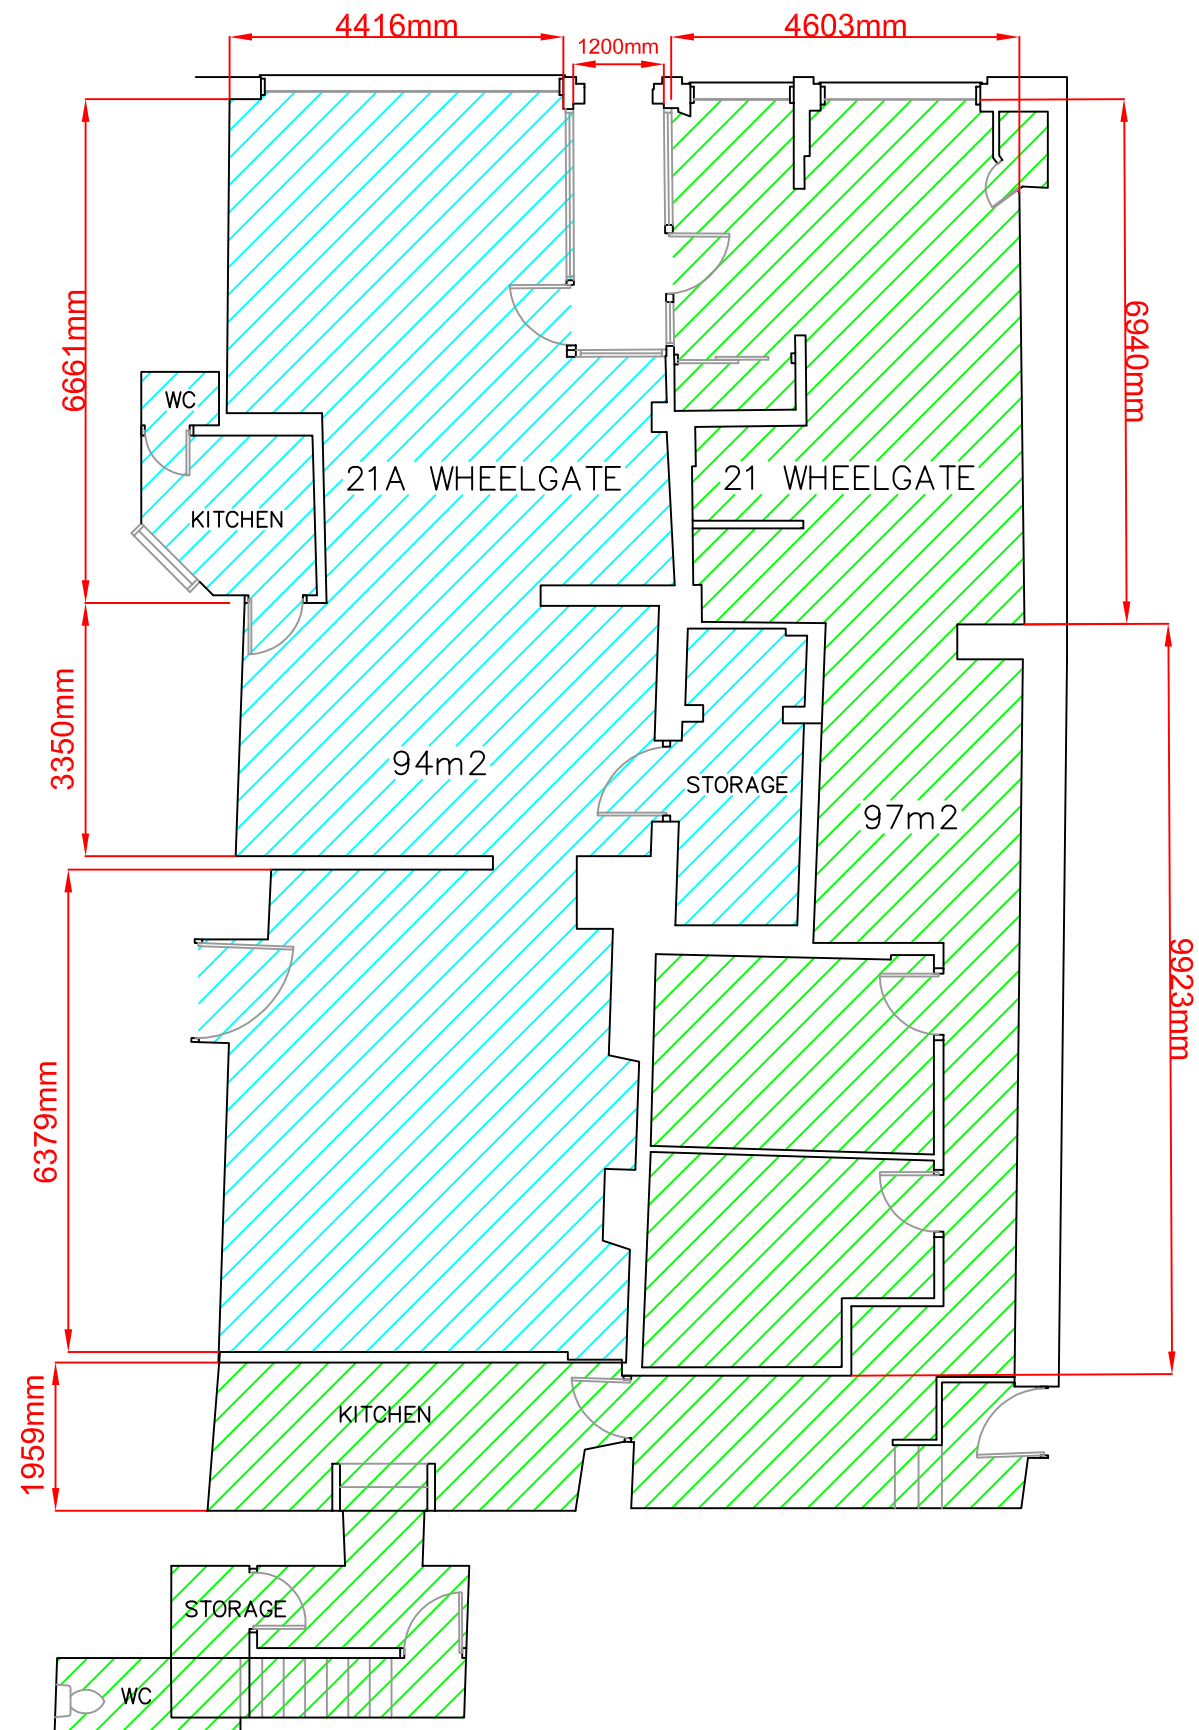 4416mm
1200mm
4603mm
6661mm
6940mm
WC
21A WHEELGATE
21 WHEELGATE
KITCHEN
3350mm
94m2
STORAGE
97m2
9923mm
6379mm
1959mm
KITCHEN
STORAGE
WC